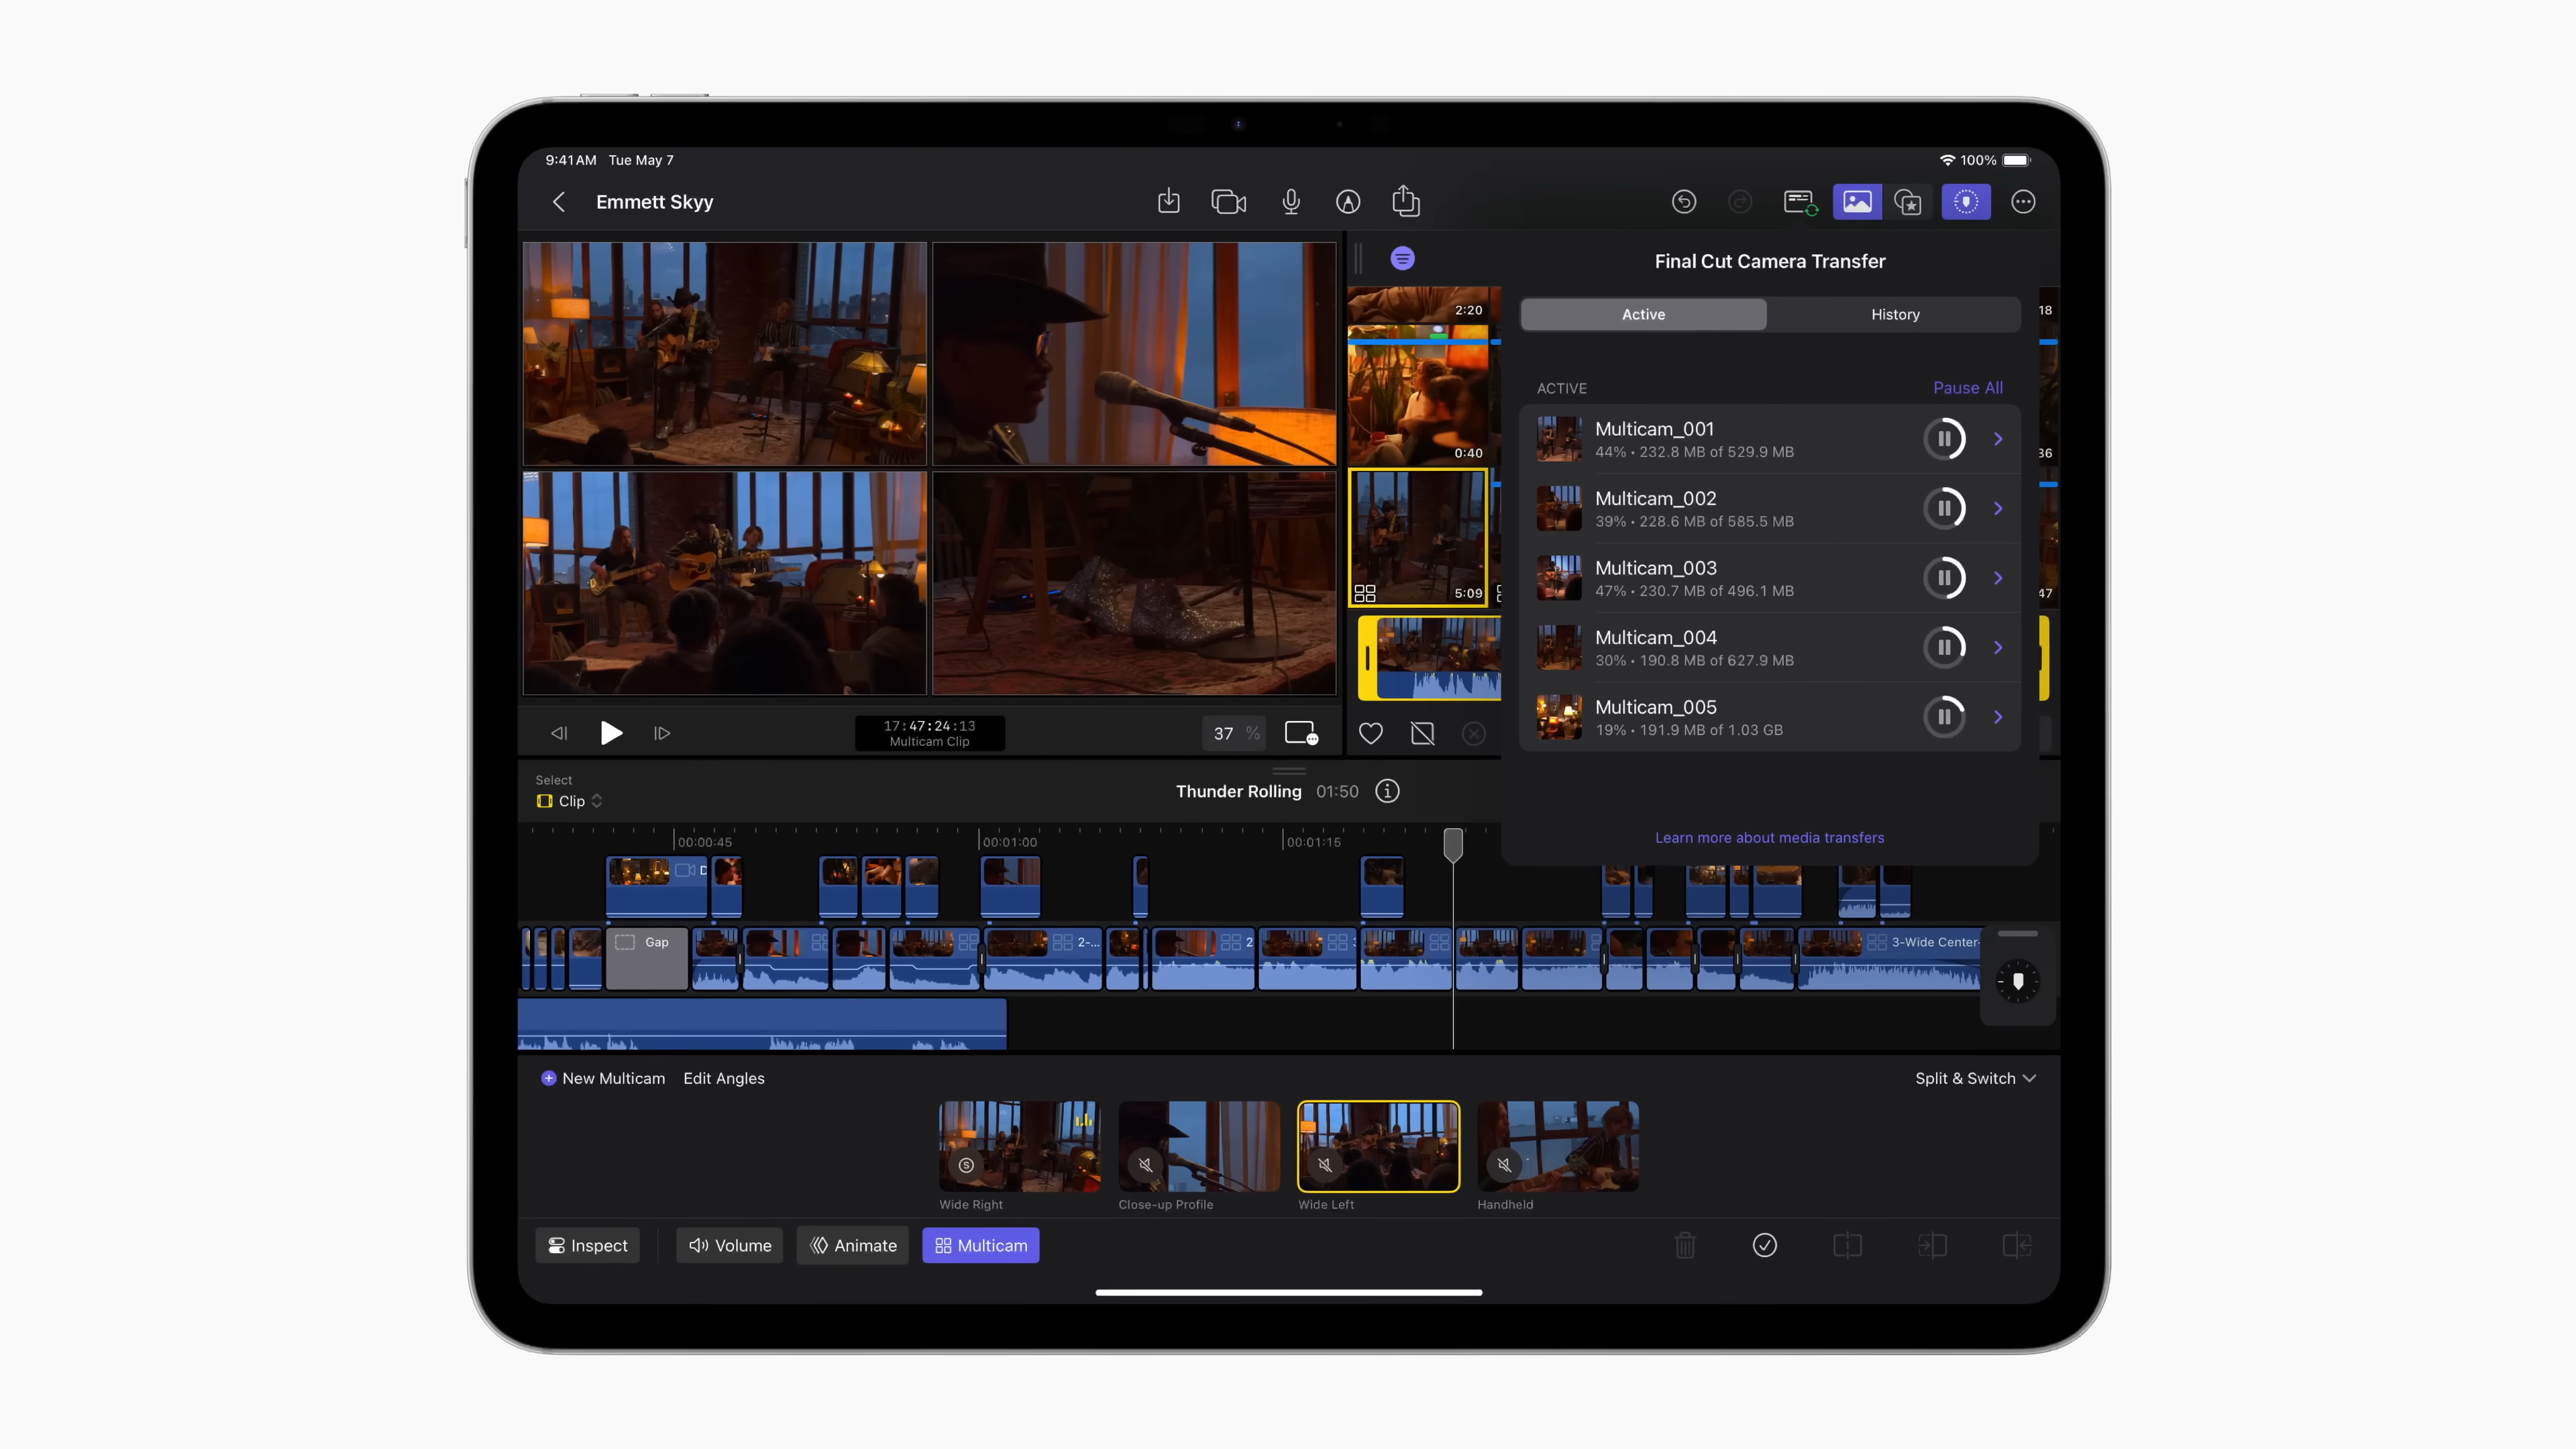 9:41 AM Tue May 7
100%
Emmett Skyy
Final Cut Camera Transfer
Active
History
ACTIVE
Pause All
Multicam_001
44% • 232.8 MB of 529.9 MB
Multicam_002
39% • 228.6 MB of 585.5 MB
Multicam_003
47% • 230.7 MB of 496.1 MB
Multicam_004
30% • 190.8 MB of 627.9 MB
Multicam_005
19% • 191.9 MB of 1.03 GB
Learn more about media transfers
2:20
0:40
5:09
18
36
47
17:47:24:13
Multicam Clip
37 %
Select
Clip
Thunder Rolling 01:50
00:00:45
00:01:00
00:01:15
D
Gap
2-...
2
3-Wide Center-
New Multicam
Edit Angles
Split & Switch
S
Wide Right
Close-up Profile
Wide Left
Handheld
Inspect
Volume
Animate
Multicam